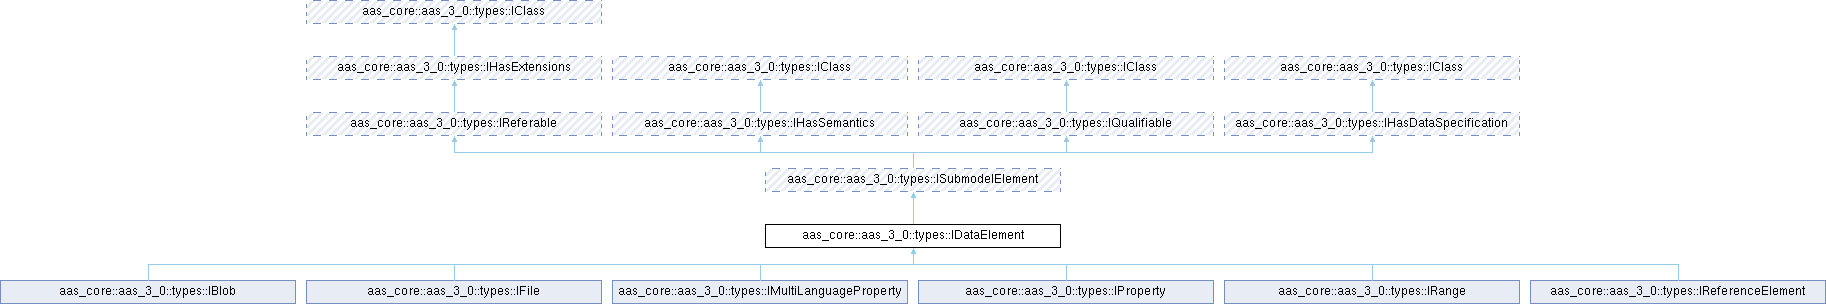 aas_core::aas_3_0::types::IClass
aas_core::aas_3_0::types::IHasExtensions
aas_core::aas_3_0::types::IClass
aas_core::aas_3_0::types::IClass
aas_core::aas_3_0::types::IClass
aas_core::aas_3_0::types::IReferable
aas_core::aas_3_0::types::IHasSemantics
aas_core::aas_3_0::types::IQualifiable
aas_core::aas_3_0::types::IHasDataSpecification
aas_core::aas_3_0::types::ISubmodelElement
aas_core::aas_3_0::types::IDataElement
aas_core::aas_3_0::types::IBlob
aas_core::aas_3_0::types::IFile
aas_core::aas_3_0::types::IMultiLanguageProperty
aas_core::aas_3_0::types::IProperty
aas_core::aas_3_0::types::IRange
aas_core::aas_3_0::types::IReferenceElement